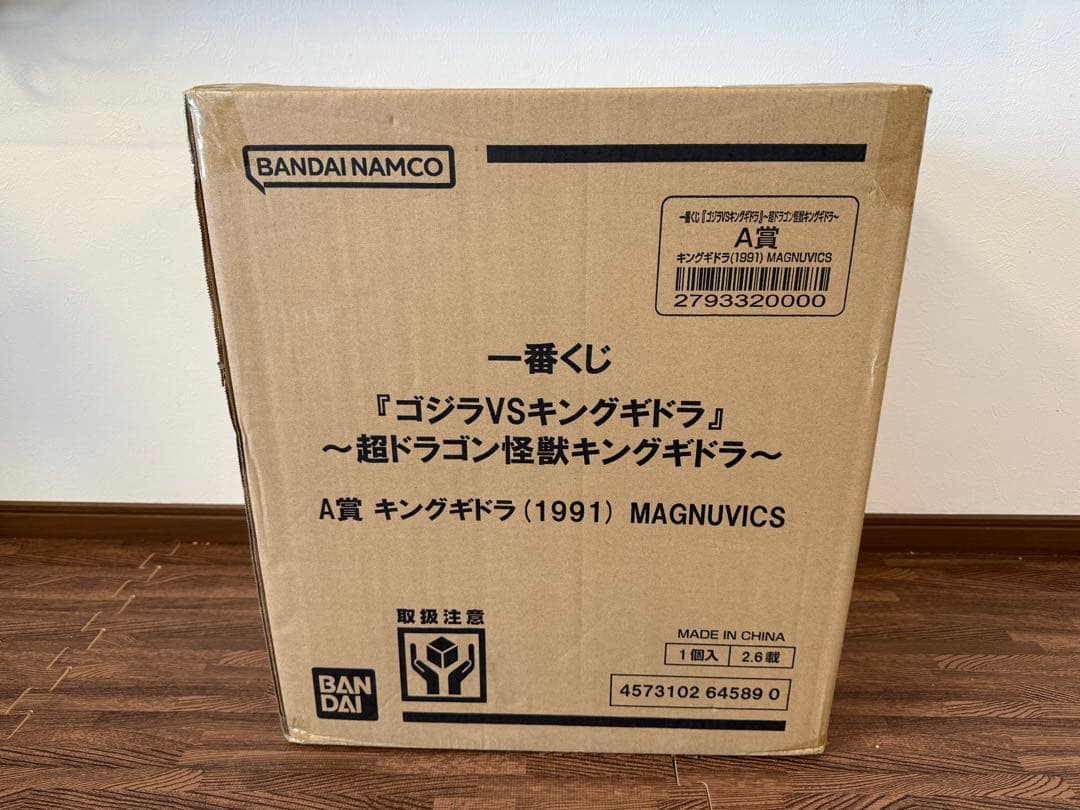 BANDAI NAMCO
一番くじ『ゴジラVSキングギドラ』~超ドラゴン怪獣キングギドラ~
A賞
キングギドラ(1991) MAGNUVICS
2793320000
一番くじ
『ゴジラVSキングギドラ』
~超ドラゴン怪獣キングギドラ~
A賞 キングギドラ(1991) MAGNUVICS
取扱注意
MADE IN CHINA
1個入 2.6載
4573102 64589 0
BAN
DAI